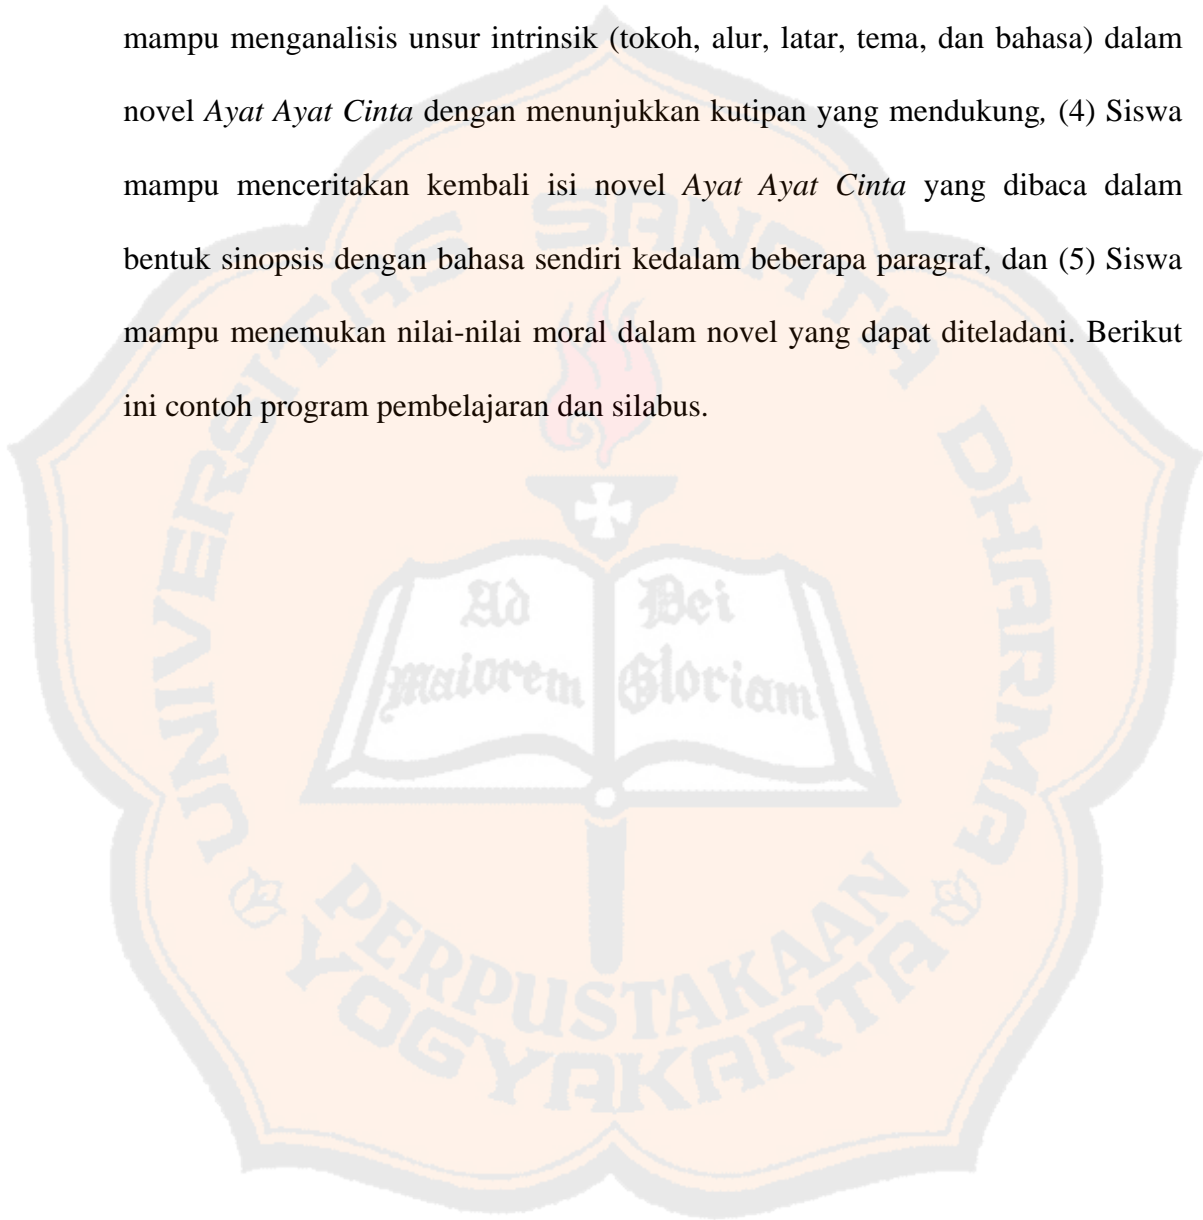 mampu menganalisis unsur intrinsik (tokoh, alur, latar, tema, dan bahasa) dalam
novel Ayat Ayat Cinta dengan menunjukkan kutipan yang mendukung, (4) Siswa
mampu menceritakan kembali isi novel Ayat Ayat Cinta yang dibaca dalam
bentuk sinopsis dengan bahasa sendiri kedalam beberapa paragraf, dan (5) Siswa
mampu menemukan nilai-nilai moral dalam novel yang dapat diteladani. Berikut
ini contoh program pembelajaran dan silabus.
UNIVERSITAS SANATA DHARMA
Ad Dei
maiorem Gloriam
PERPUSTAKAAN
YOGYAKARTA